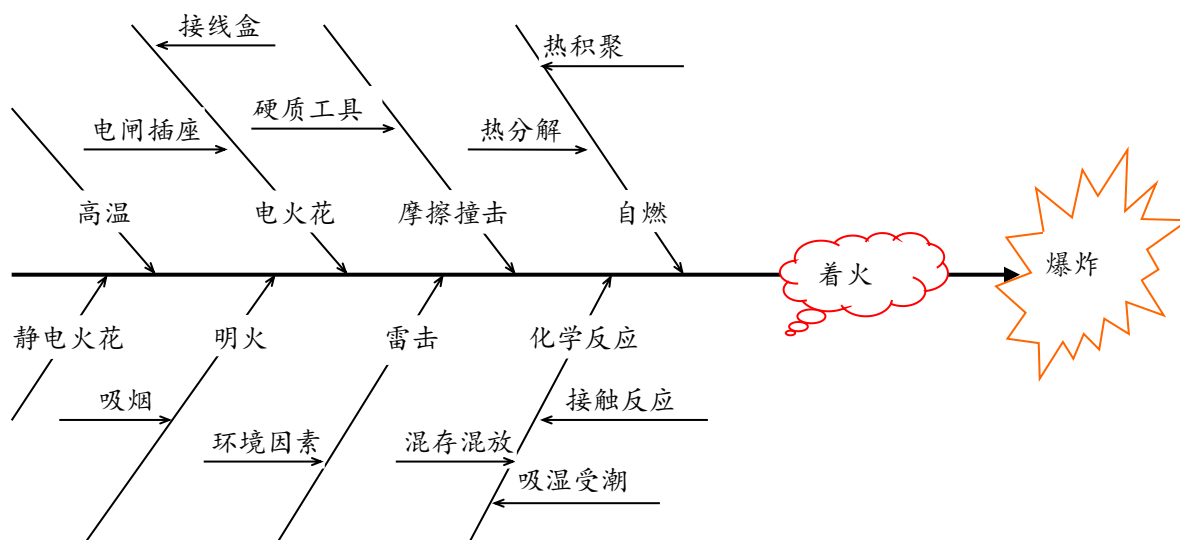 接线盒
热积聚
硬质工具
电闸插座
热分解
高温
电火花
摩擦撞击
自燃
着火
爆炸
静电火花
明火
雷击
化学反应
吸烟
接触反应
环境因素
混存混放
吸湿受潮